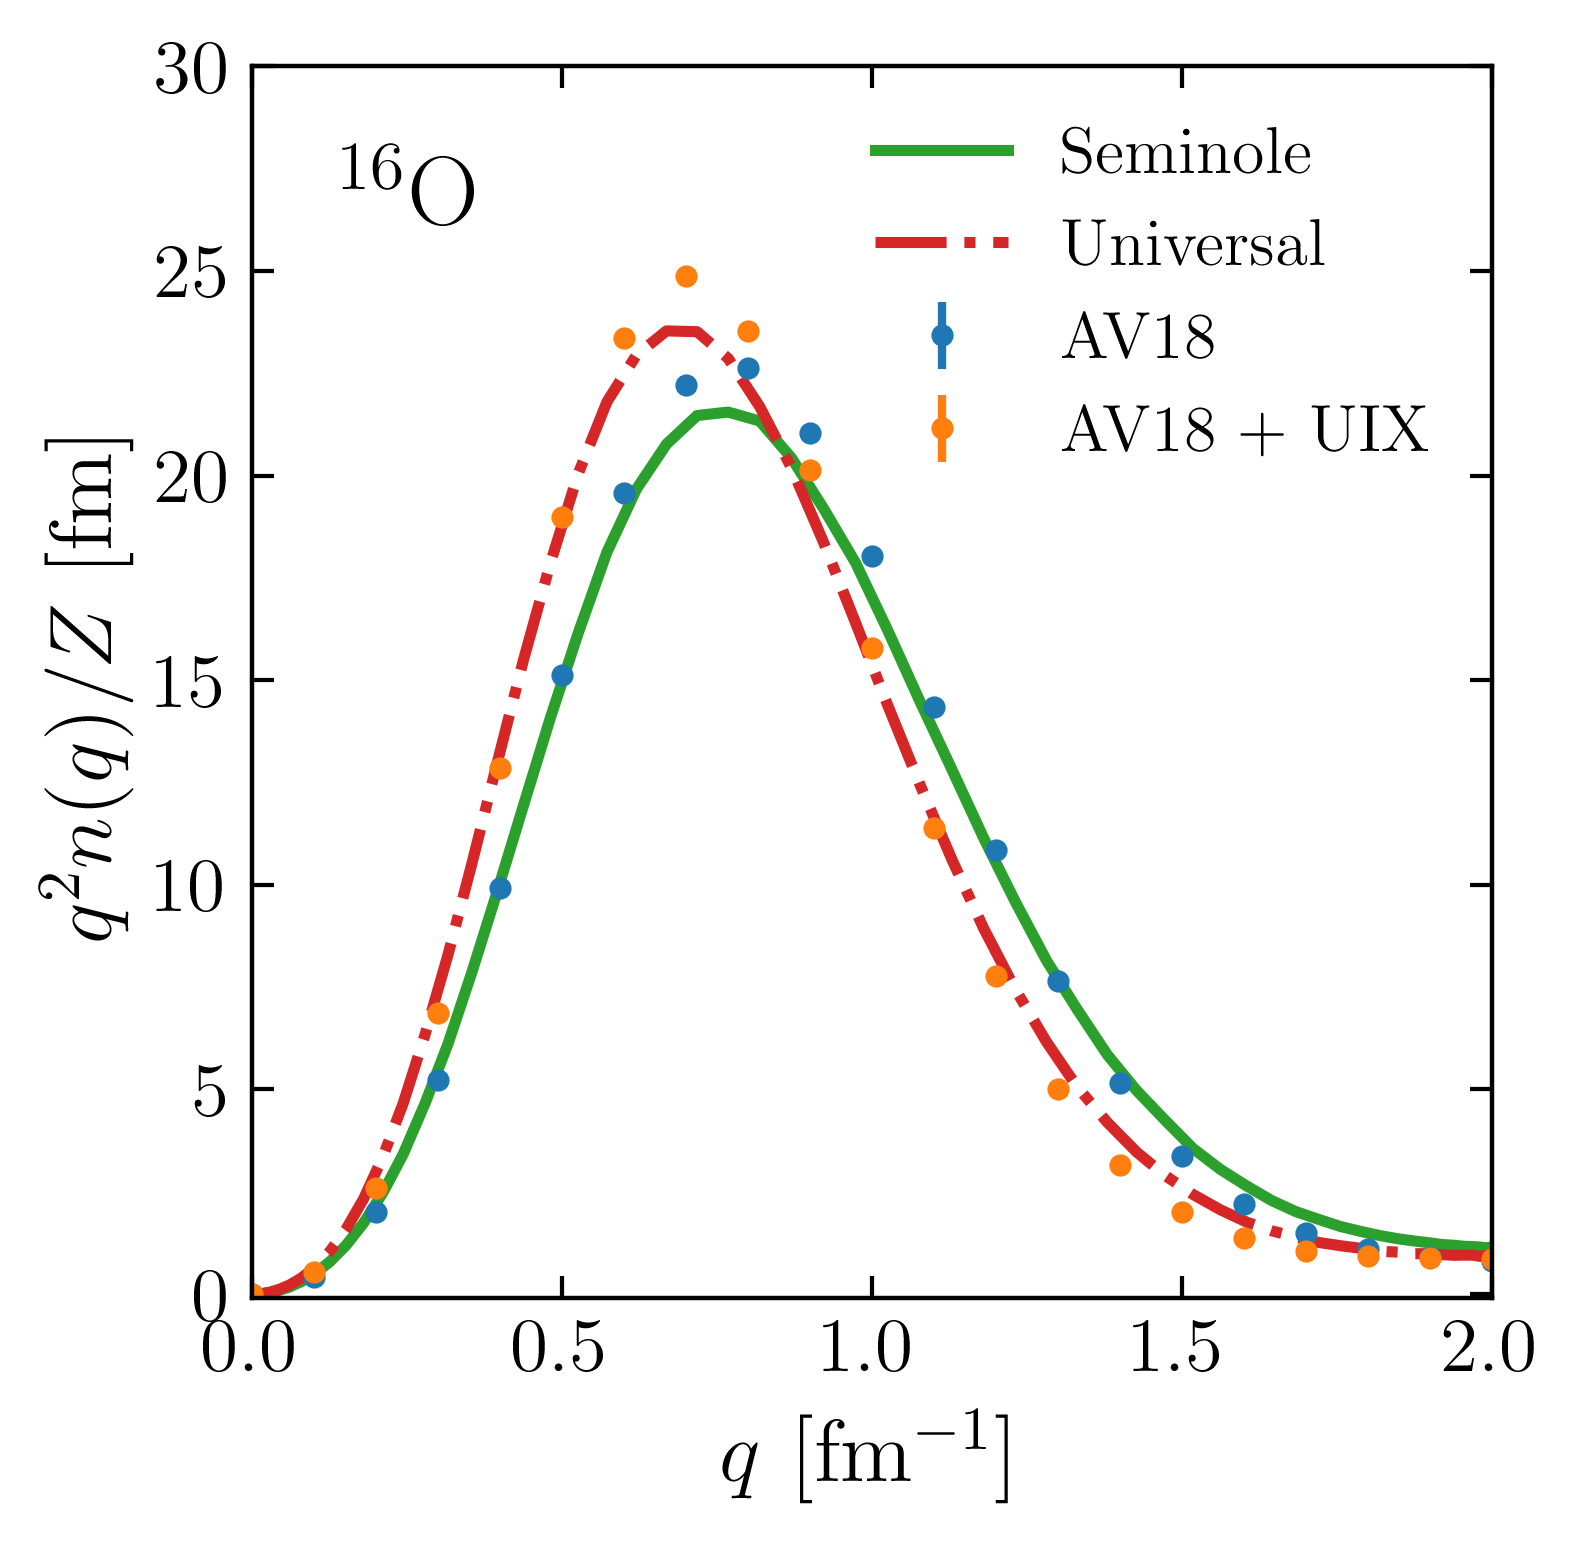 30
25
20
15
10
5
0
0.0 0.5 1.0 1.5 2.0
q²n(q)/Z [fm]
q [fm⁻¹]
¹⁶O
Seminole
Universal
AV18
AV18 + UIX